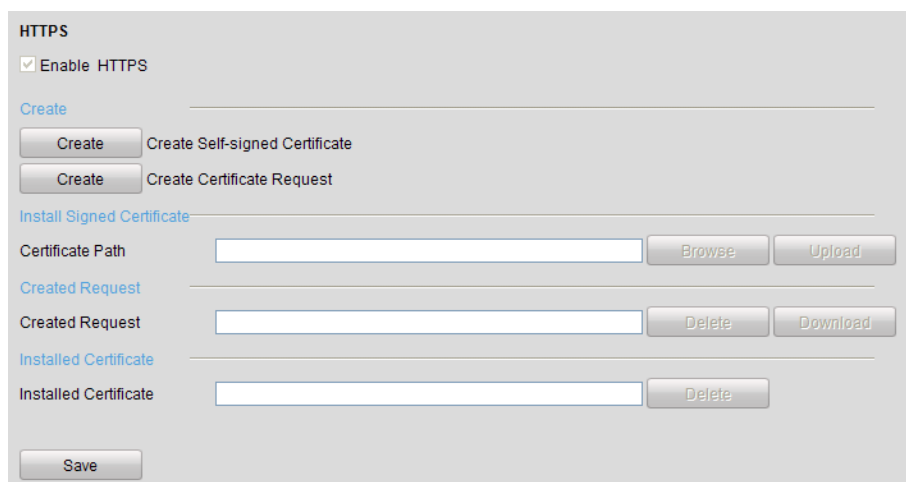 HTTPS
Enable HTTPS
Create
Create Create Self-signed Certificate
Create Create Certificate Request
Install Signed Certificate
Certificate Path Browse Upload
Created Request
Created Request Delete Download
Installed Certificate
Installed Certificate Delete
Save